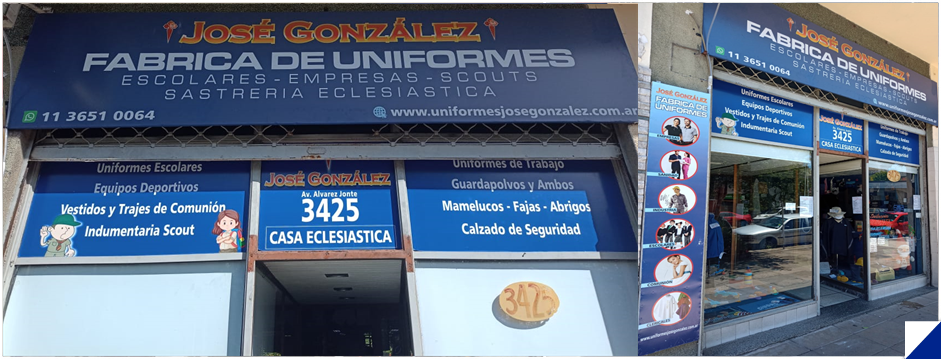 JOSÉ GONZÁLEZ
FABRICA DE UNIFORMES
ESCOLARES - EMPRESAS - SCOUTS
SASTRERIA ECLESIASTICA
11 3651 0064
www.uniformesjosegonzalez.com.ar
Uniformes Escolares
Equipos Deportivos
Vestidos y Trajes de Comunión
Indumentaria Scout
JOSÉ GONZÁLEZ
Av. Alvarez Jonte
3425
CASA ECLESIASTICA
Uniformes de Trabajo
Guardapolvos y Ambos
Mamelucos - Fajas - Abrigos
Calzado de Seguridad
3425
JOSÉ GONZÁLEZ
FABRICA DE UNIFORMES
ESCOLARES - EMPRESAS - SCOUTS
SASTRERIA ECLESIASTICA
11 3651 0064
JOSÉ GONZÁLEZ
FABRICA DE
UNIFORMES
Uniformes Escolares
Equipos Deportivos
Vestidos y Trajes de Comunión
Indumentaria Scout
JOSÉ GONZÁLEZ
3425
CASA ECLESIASTICA
Uniformes de Trabajo
Guardapolvos y Ambos
Mamelucos - Fajas - Abrigos
Calzado de Seguridad
uniformesjosegonzalez.com.ar